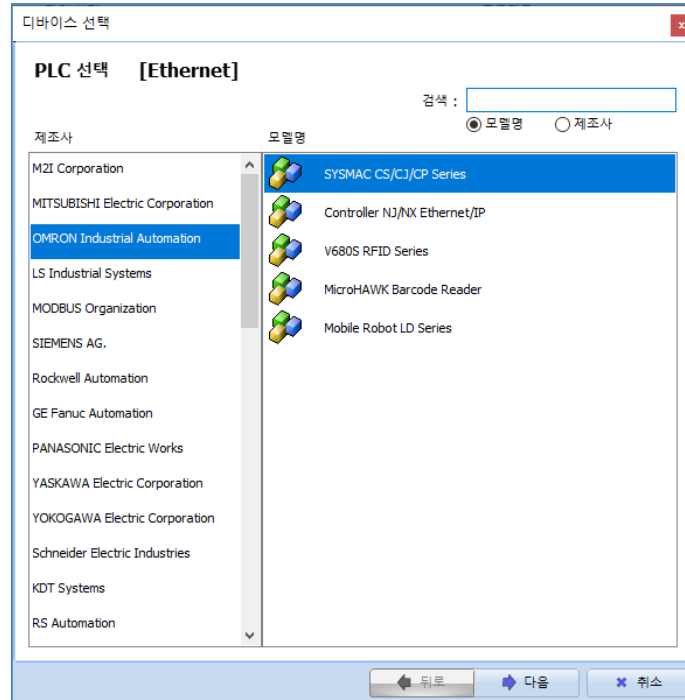 디바이스 선택
PLC 선택 [Ethernet]
검색 :
모델명 제조사
제조사
모델명
M2I Corporation
MITSUBISHI Electric Corporation
OMRON Industrial Automation
LS Industrial Systems
MODBUS Organization
SIEMENS AG.
Rockwell Automation
GE Fanuc Automation
PANASONIC Electric Works
YASKAWA Electric Corporation
YOKOGAWA Electric Corporation
Schneider Electric Industries
KDT Systems
RS Automation
SYSMAC CS/CJ/CP Series
Controller NJ/NX Ethernet/IP
V680S RFID Series
MicroHAWK Barcode Reader
Mobile Robot LD Series
뒤로 다음 취소